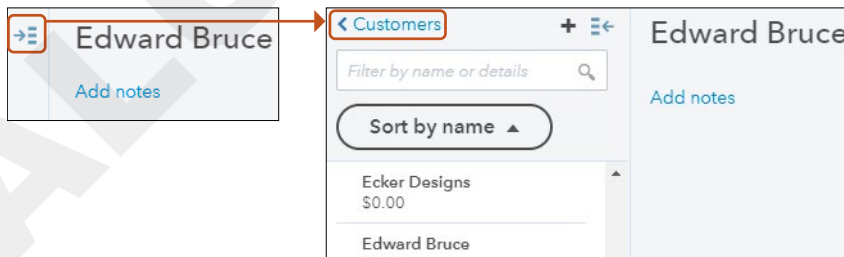 Edward Bruce
Add notes
Customers
Filter by name or details
Sort by name
Ecker Designs
$0.00
Edward Bruce
Edward Bruce
Add notes